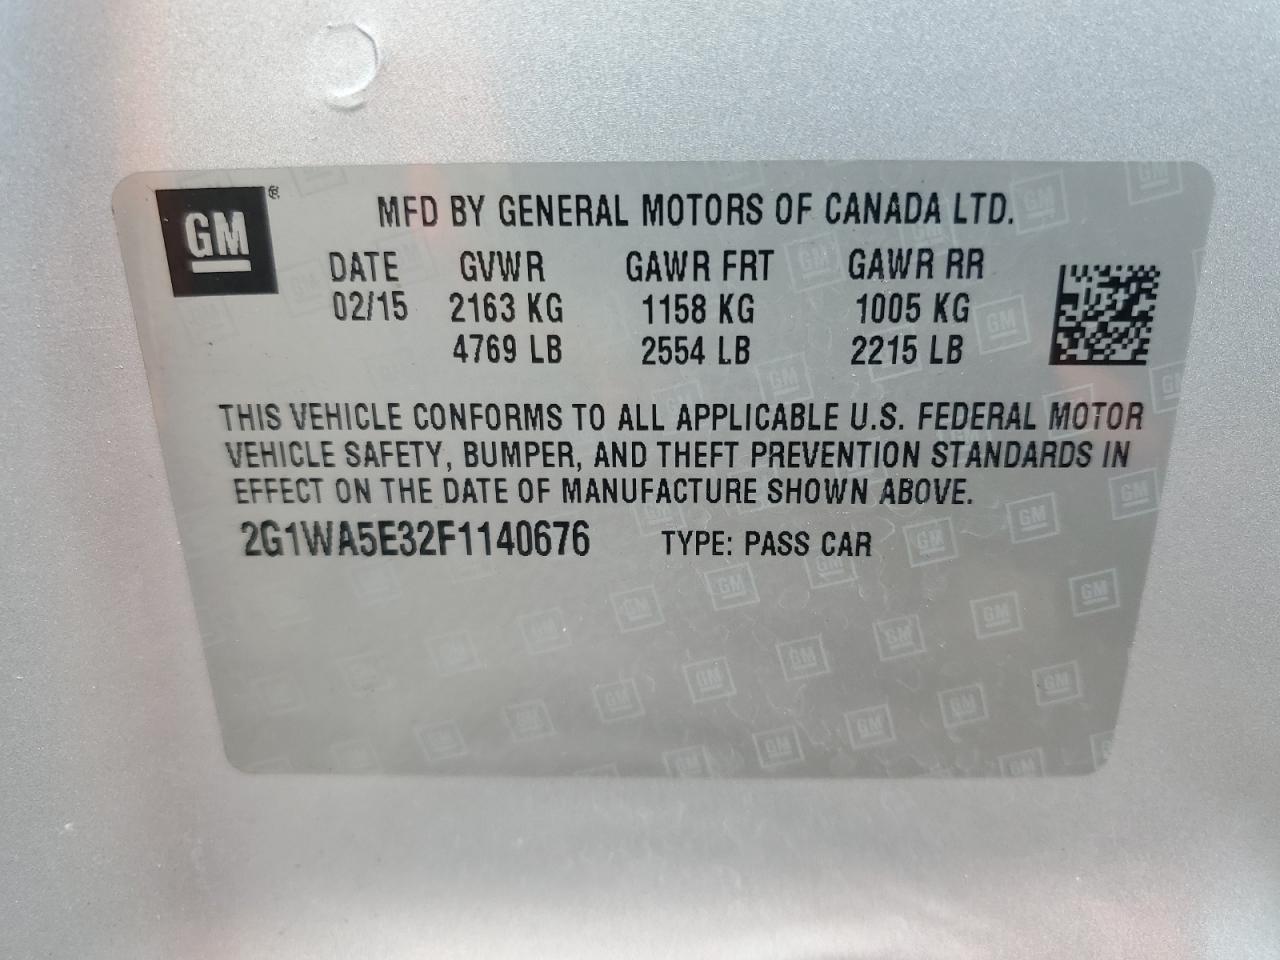 GM®
MFD BY GENERAL MOTORS OF CANADA LTD.
DATE GVWR GAWR FRT GAWR RR
02/15 2163 KG 1158 KG 1005 KG
4769 LB 2554 LB 2215 LB
THIS VEHICLE CONFORMS TO ALL APPLICABLE U.S. FEDERAL MOTOR
VEHICLE SAFETY, BUMPER, AND THEFT PREVENTION STANDARDS IN
EFFECT ON THE DATE OF MANUFACTURE SHOWN ABOVE.
2G1WA5E32F1140676 TYPE: PASS CAR